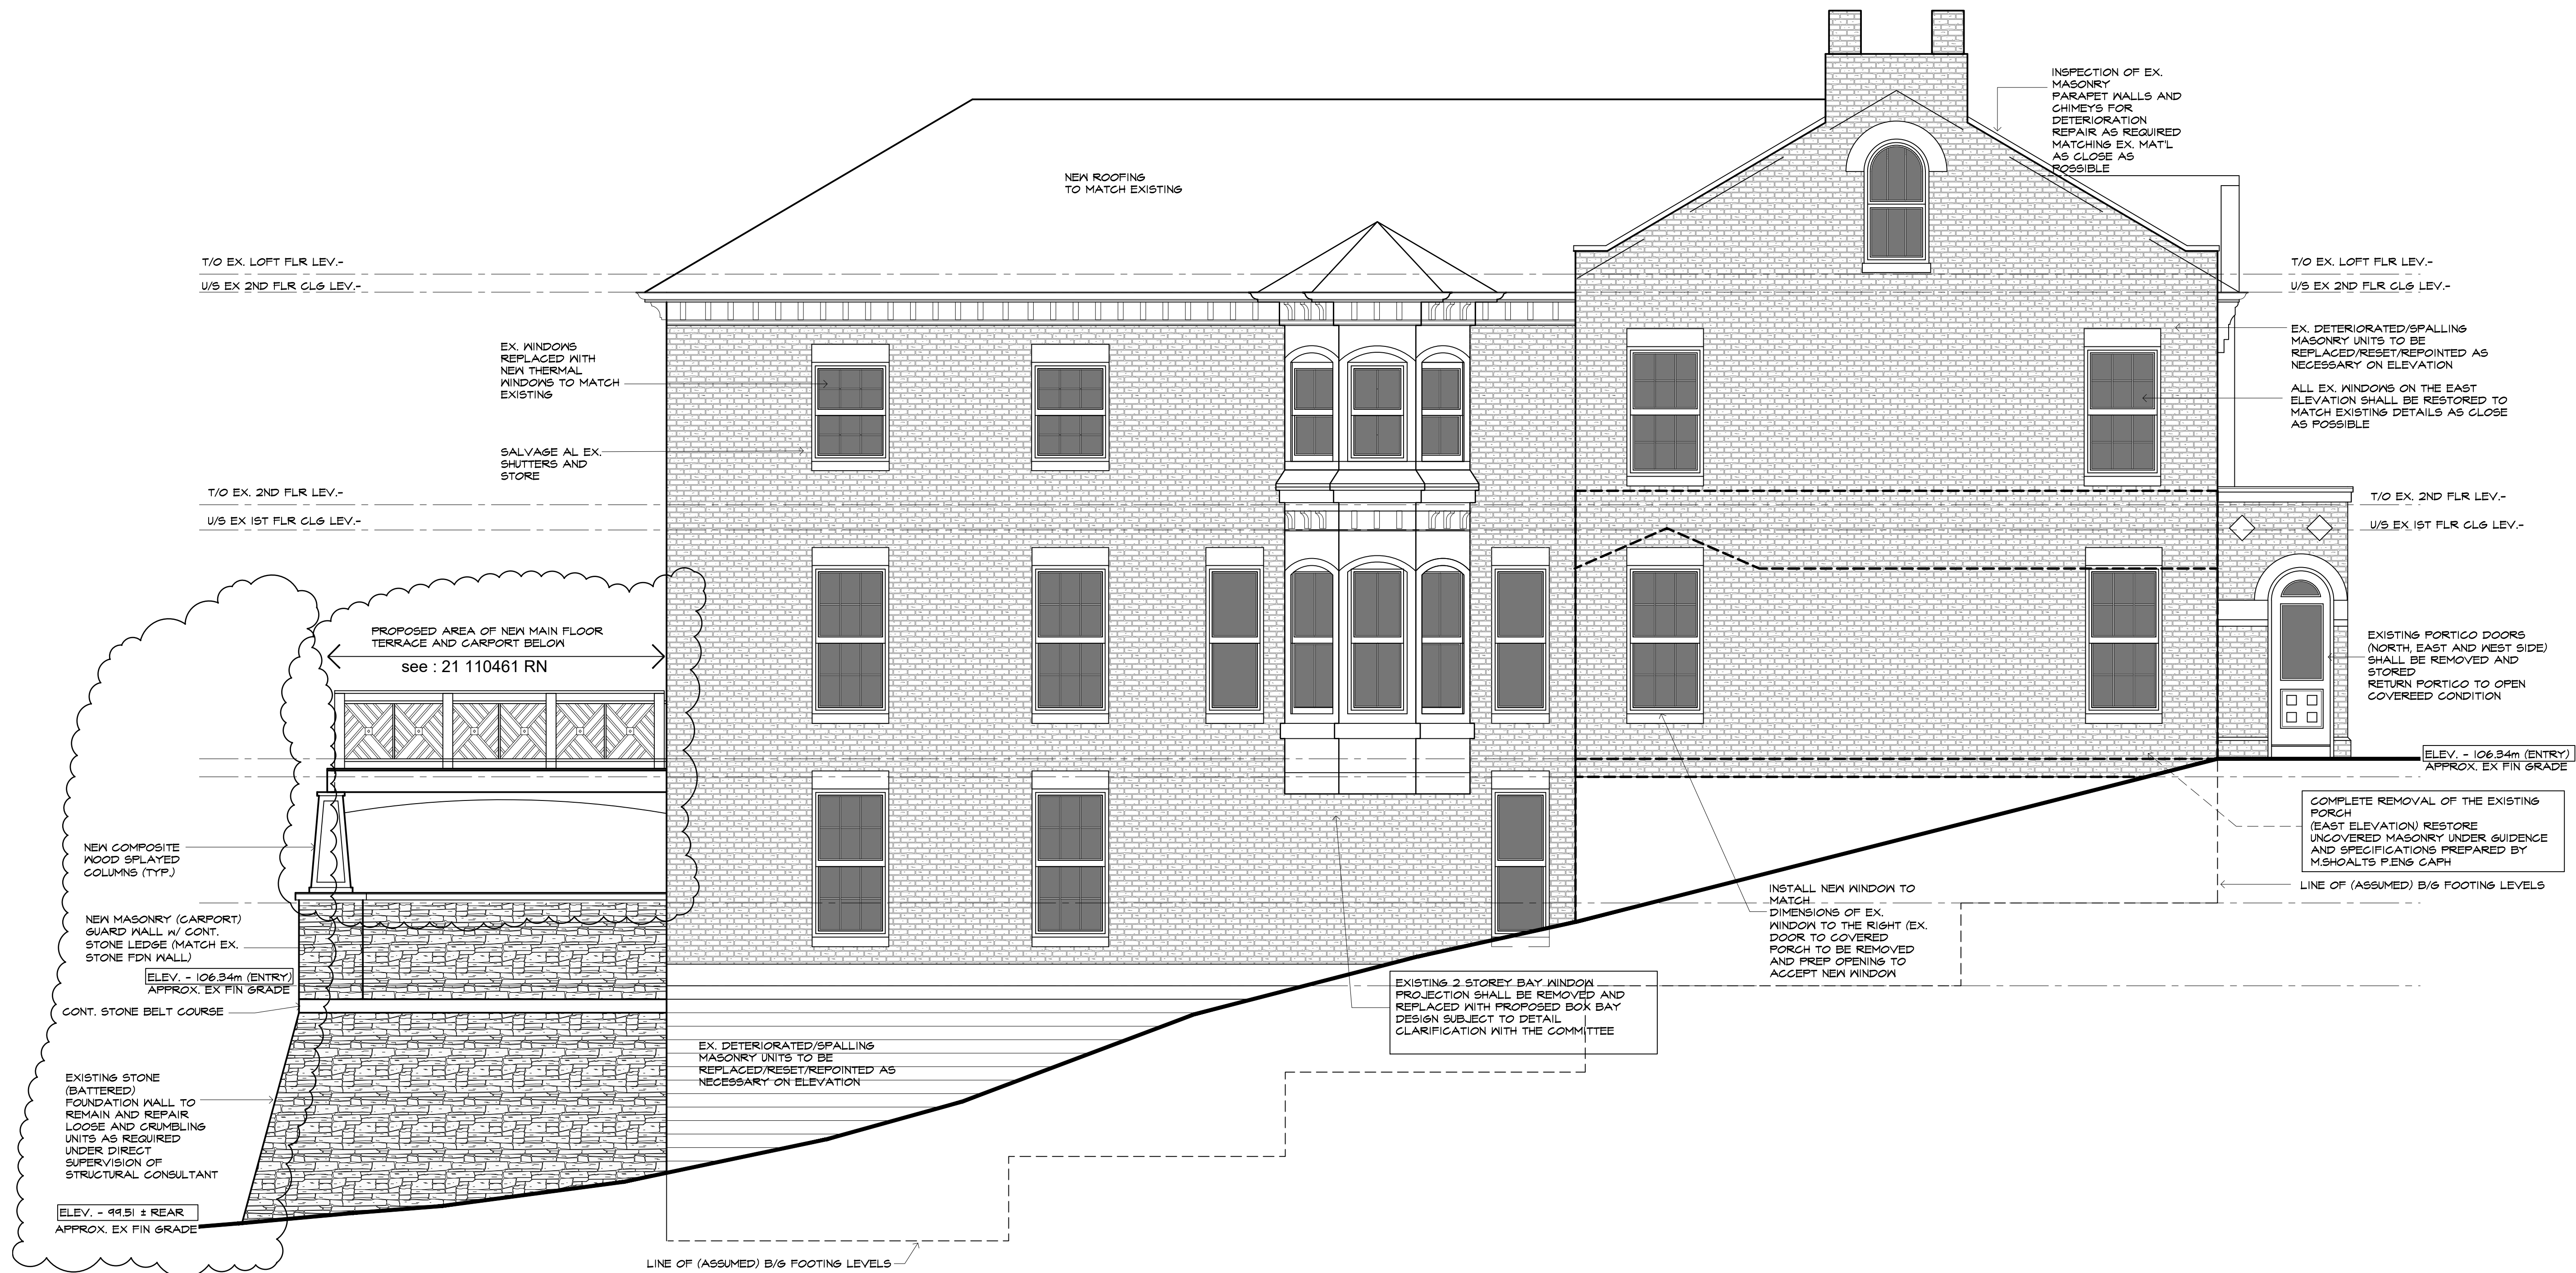 INSPECTION OF EX.
MASONRY
PARAPET WALLS AND
CHIMEYS FOR
DETERIORATION
REPAIR AS REQUIRED
MATCHING EX. MAT'L
AS CLOSE AS
POSSIBLE
NEW ROOFING
TO MATCH EXISTING
T/O EX. LOFT FLR LEV.-
U/S EX 2ND FLR CLG LEV.-
T/O EX. LOFT FLR LEV.-
U/S EX 2ND FLR CLG LEV.-
EX. WINDOWS
REPLACED WITH
NEW THERMAL
WINDOWS TO MATCH
EXISTING
SALVAGE AL EX.
SHUTTERS AND
STORE
EX. DETERIORATED/SPALLING
MASONRY UNITS TO BE
REPLACED/RESET/REPOINTED AS
NECESSARY ON ELEVATION
ALL EX. WINDOWS ON THE EAST
ELEVATION SHALL BE RESTORED TO
MATCH EXISTING DETAILS AS CLOSE
AS POSSIBLE
T/O EX. 2ND FLR LEV.-
U/S EX 1ST FLR CLG LEV.-
T/O EX. 2ND FLR LEV.-
U/S EX 1ST FLR CLG LEV.-
PROPOSED AREA OF NEW MAIN FLOOR
TERRACE AND CARPORT BELOW
see : 21 110461 RN
EXISTING PORTICO DOORS
(NORTH, EAST AND WEST SIDE)
SHALL BE REMOVED AND
STORED
RETURN PORTICO TO OPEN
COVEREED CONDITION
ELEV. - 106.34m (ENTRY)
APPROX. EX FIN GRADE
COMPLETE REMOVAL OF THE EXISTING
PORCH
(EAST ELEVATION) RESTORE
UNCOVERED MASONRY UNDER GUIDENCE
AND SPECIFICATIONS PREPARED BY
M.SHOALTS P.ENG CAPH
LINE OF (ASSUMED) B/G FOOTING LEVELS
NEW COMPOSITE
WOOD SPLAYED
COLUMNS (TYP.)
NEW MASONRY (CARPORT)
GUARD WALL W/ CONT.
STONE LEDGE (MATCH EX.
STONE FDN WALL)
ELEV. - 106.34m (ENTRY)
APPROX. EX FIN GRADE
CONT. STONE BELT COURSE
INSTALL NEW WINDOW TO
MATCH
DIMENSIONS OF EX.
WINDOW TO THE RIGHT (EX.
DOOR TO COVERED
PORCH TO BE REMOVED
AND PREP OPENING TO
ACCEPT NEW WINDOW
EXISTING 2 STOREY BAY WINDOW
PROJECTION SHALL BE REMOVED AND
REPLACED WITH PROPOSED BOX BAY
DESIGN SUBJECT TO DETAIL
CLARIFICATION WITH THE COMMITTEE
EX. DETERIORATED/SPALLING
MASONRY UNITS TO BE
REPLACED/RESET/REPOINTED AS
NECESSARY ON ELEVATION
EXISTING STONE
(BATTERED)
FOUNDATION WALL TO
REMAIN AND REPAIR
LOOSE AND CRUMBLING
UNITS AS REQUIRED
UNDER DIRECT
SUPERVISION OF
STRUCTURAL CONSULTANT
ELEV. - 99.51 ± REAR
APPROX. EX FIN GRADE
LINE OF (ASSUMED) B/G FOOTING LEVELS